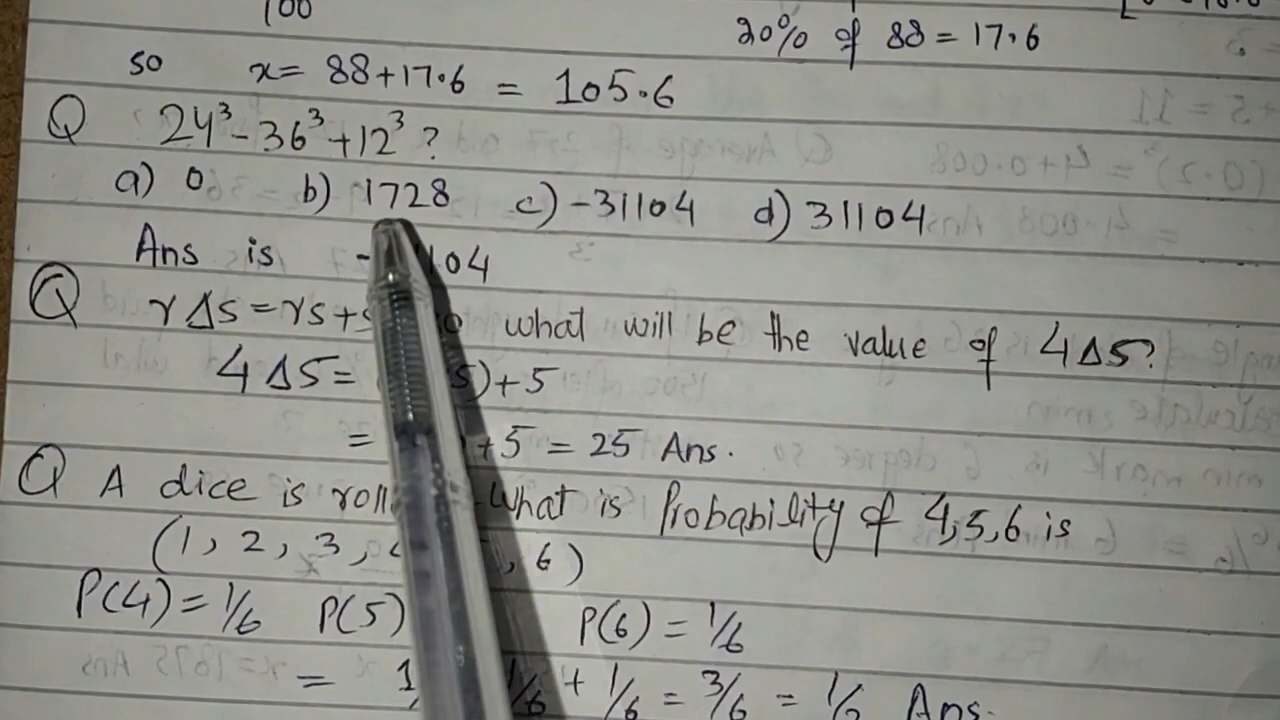 100
20% of 88 = 17.6
so x = 88+17.6 = 105.6
Q 24³ - 36³ + 12³ ?
a) 0 b) 1728 c) -31104 d) 31104
Ans is - 104
Q r Δ s = rs + what will be the value of 4 Δ 5?
4 Δ 5 = 5) + 5
= + 5 = 25 Ans.
Q A dice is What is Probability of 4,5,6 is
(1, 2, 3, , 6)
P(4) = 1/6 P(5) P(6) = 1/6
= 1/6 + 1/6 = 3/6 = Ans.